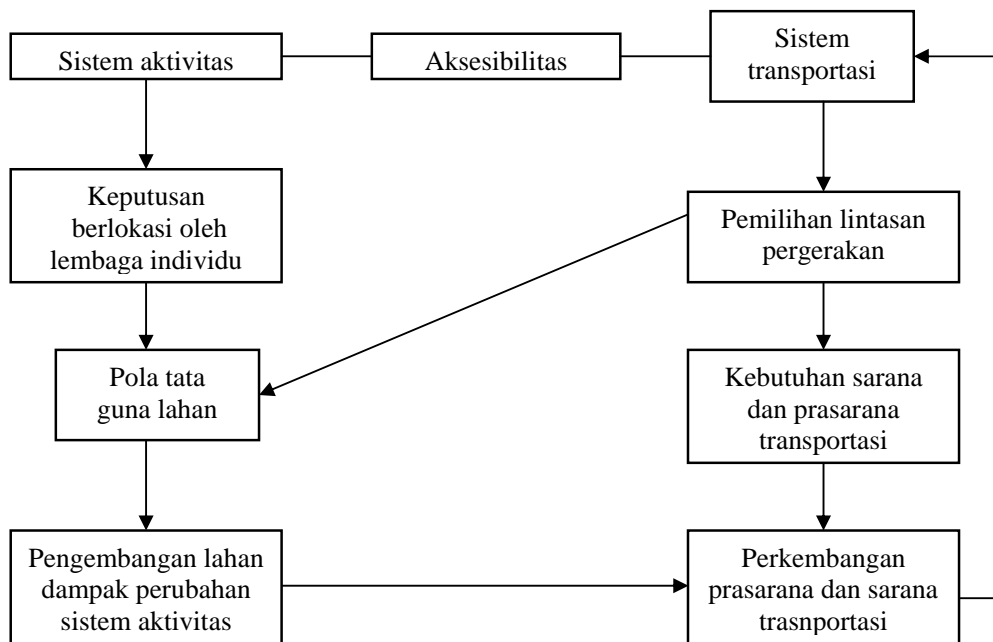 Sistem aktivitas
Aksesibilitas
Sistem
transportasi
Keputusan
berlokasi oleh
lembaga individu
Pemilihan lintasan
pergerakan
Pola tata
guna lahan
Kebutuhan sarana
dan prasarana
transportasi
Pengembangan lahan
dampak perubahan
sistem aktivitas
Perkembangan
prasarana dan sarana
trasnportasi